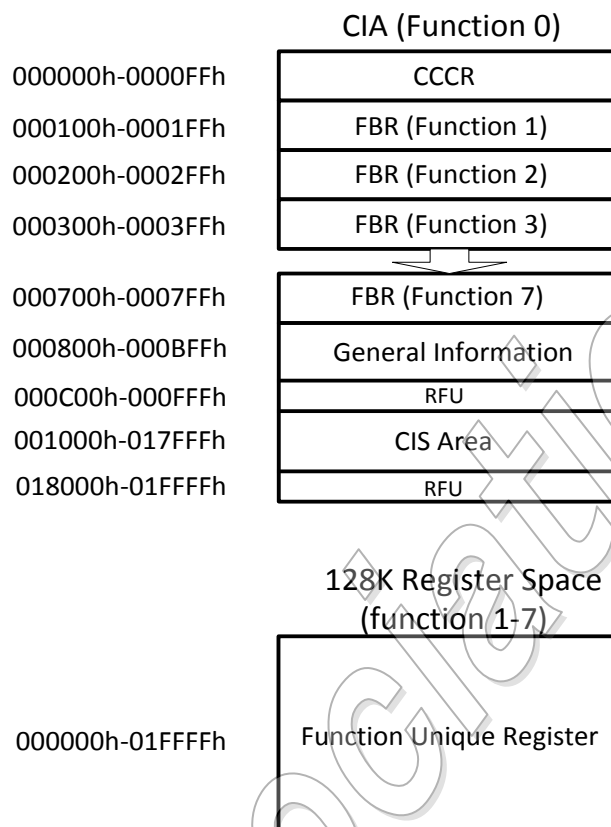 CIA (Function 0)
000000h-0000FFh CCCR
000100h-0001FFh FBR (Function 1)
000200h-0002FFh FBR (Function 2)
000300h-0003FFh FBR (Function 3)
000700h-0007FFh FBR (Function 7)
000800h-000BFFh General Information
000C00h-000FFFh RFU
001000h-017FFFh CIS Area
018000h-01FFFFh RFU
128K Register Space
(function 1-7)
000000h-01FFFFh Function Unique Register